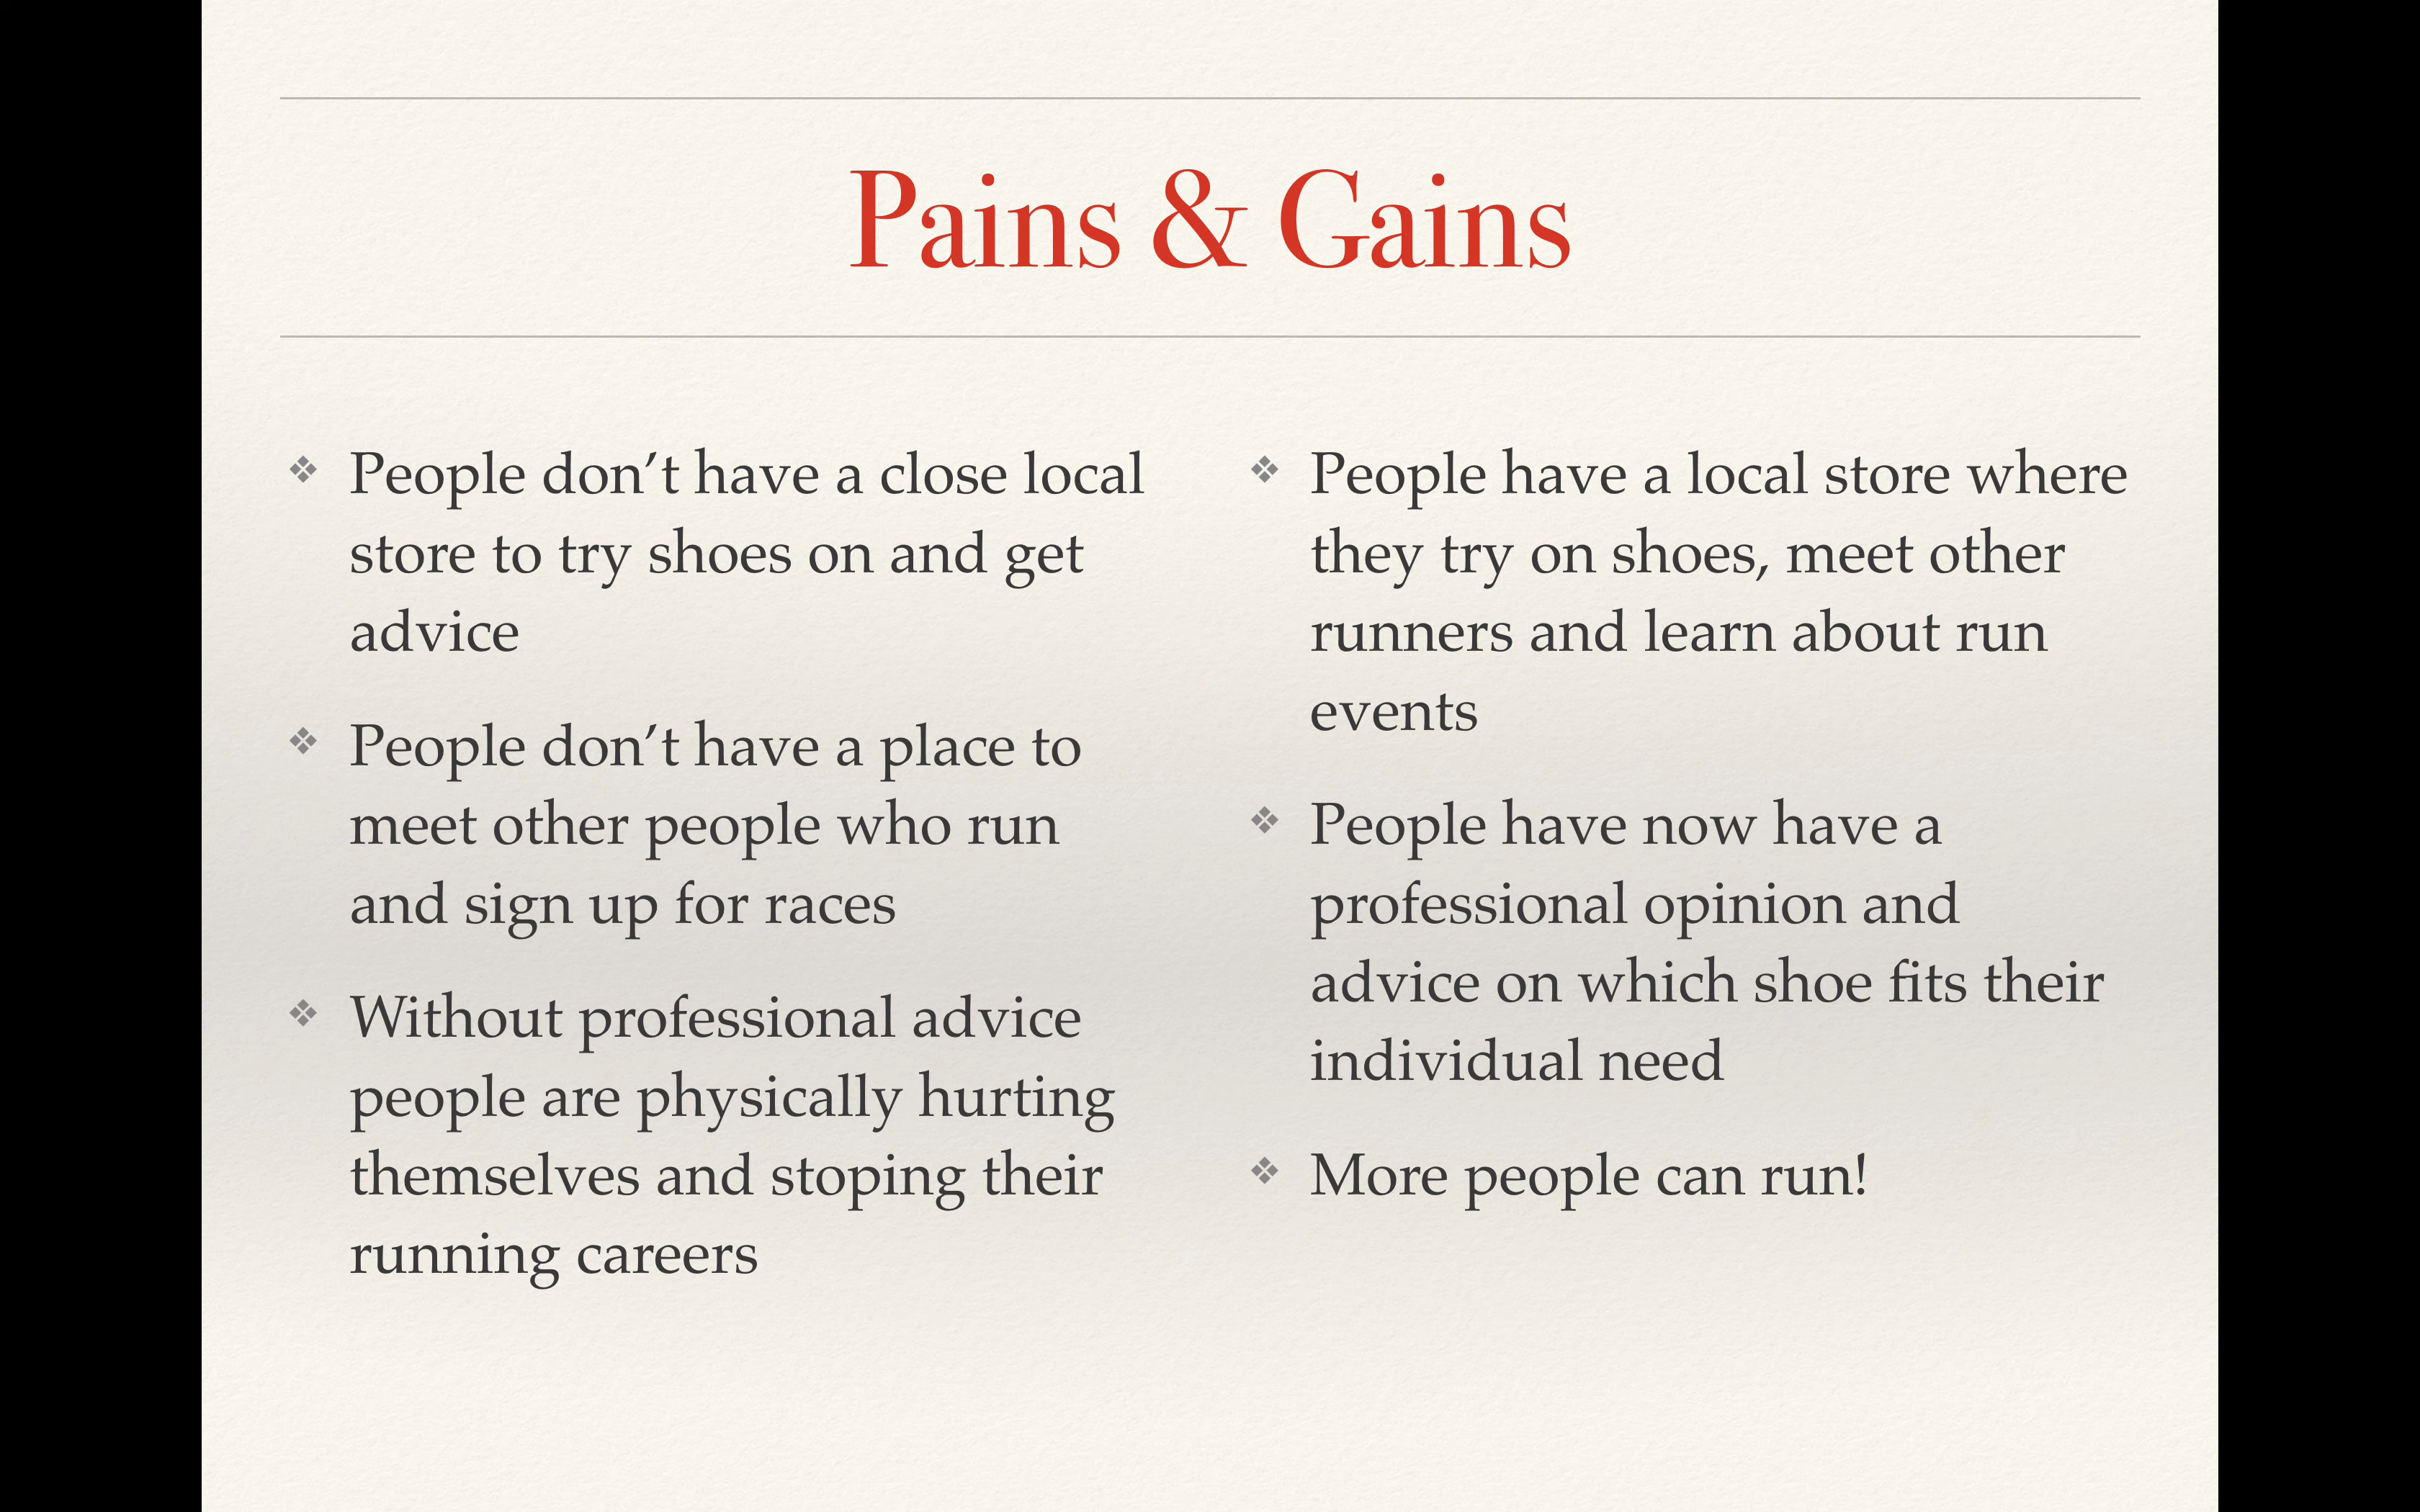 Pains & Gains
❖ People don’t have a close local
store to try shoes on and get
advice
❖ People don’t have a place to
meet other people who run
and sign up for races
❖ Without professional advice
people are physically hurting
themselves and stoping their
running careers
❖ People have a local store where
they try on shoes, meet other
runners and learn about run
events
❖ People have now have a
professional opinion and
advice on which shoe fits their
individual need
❖ More people can run!